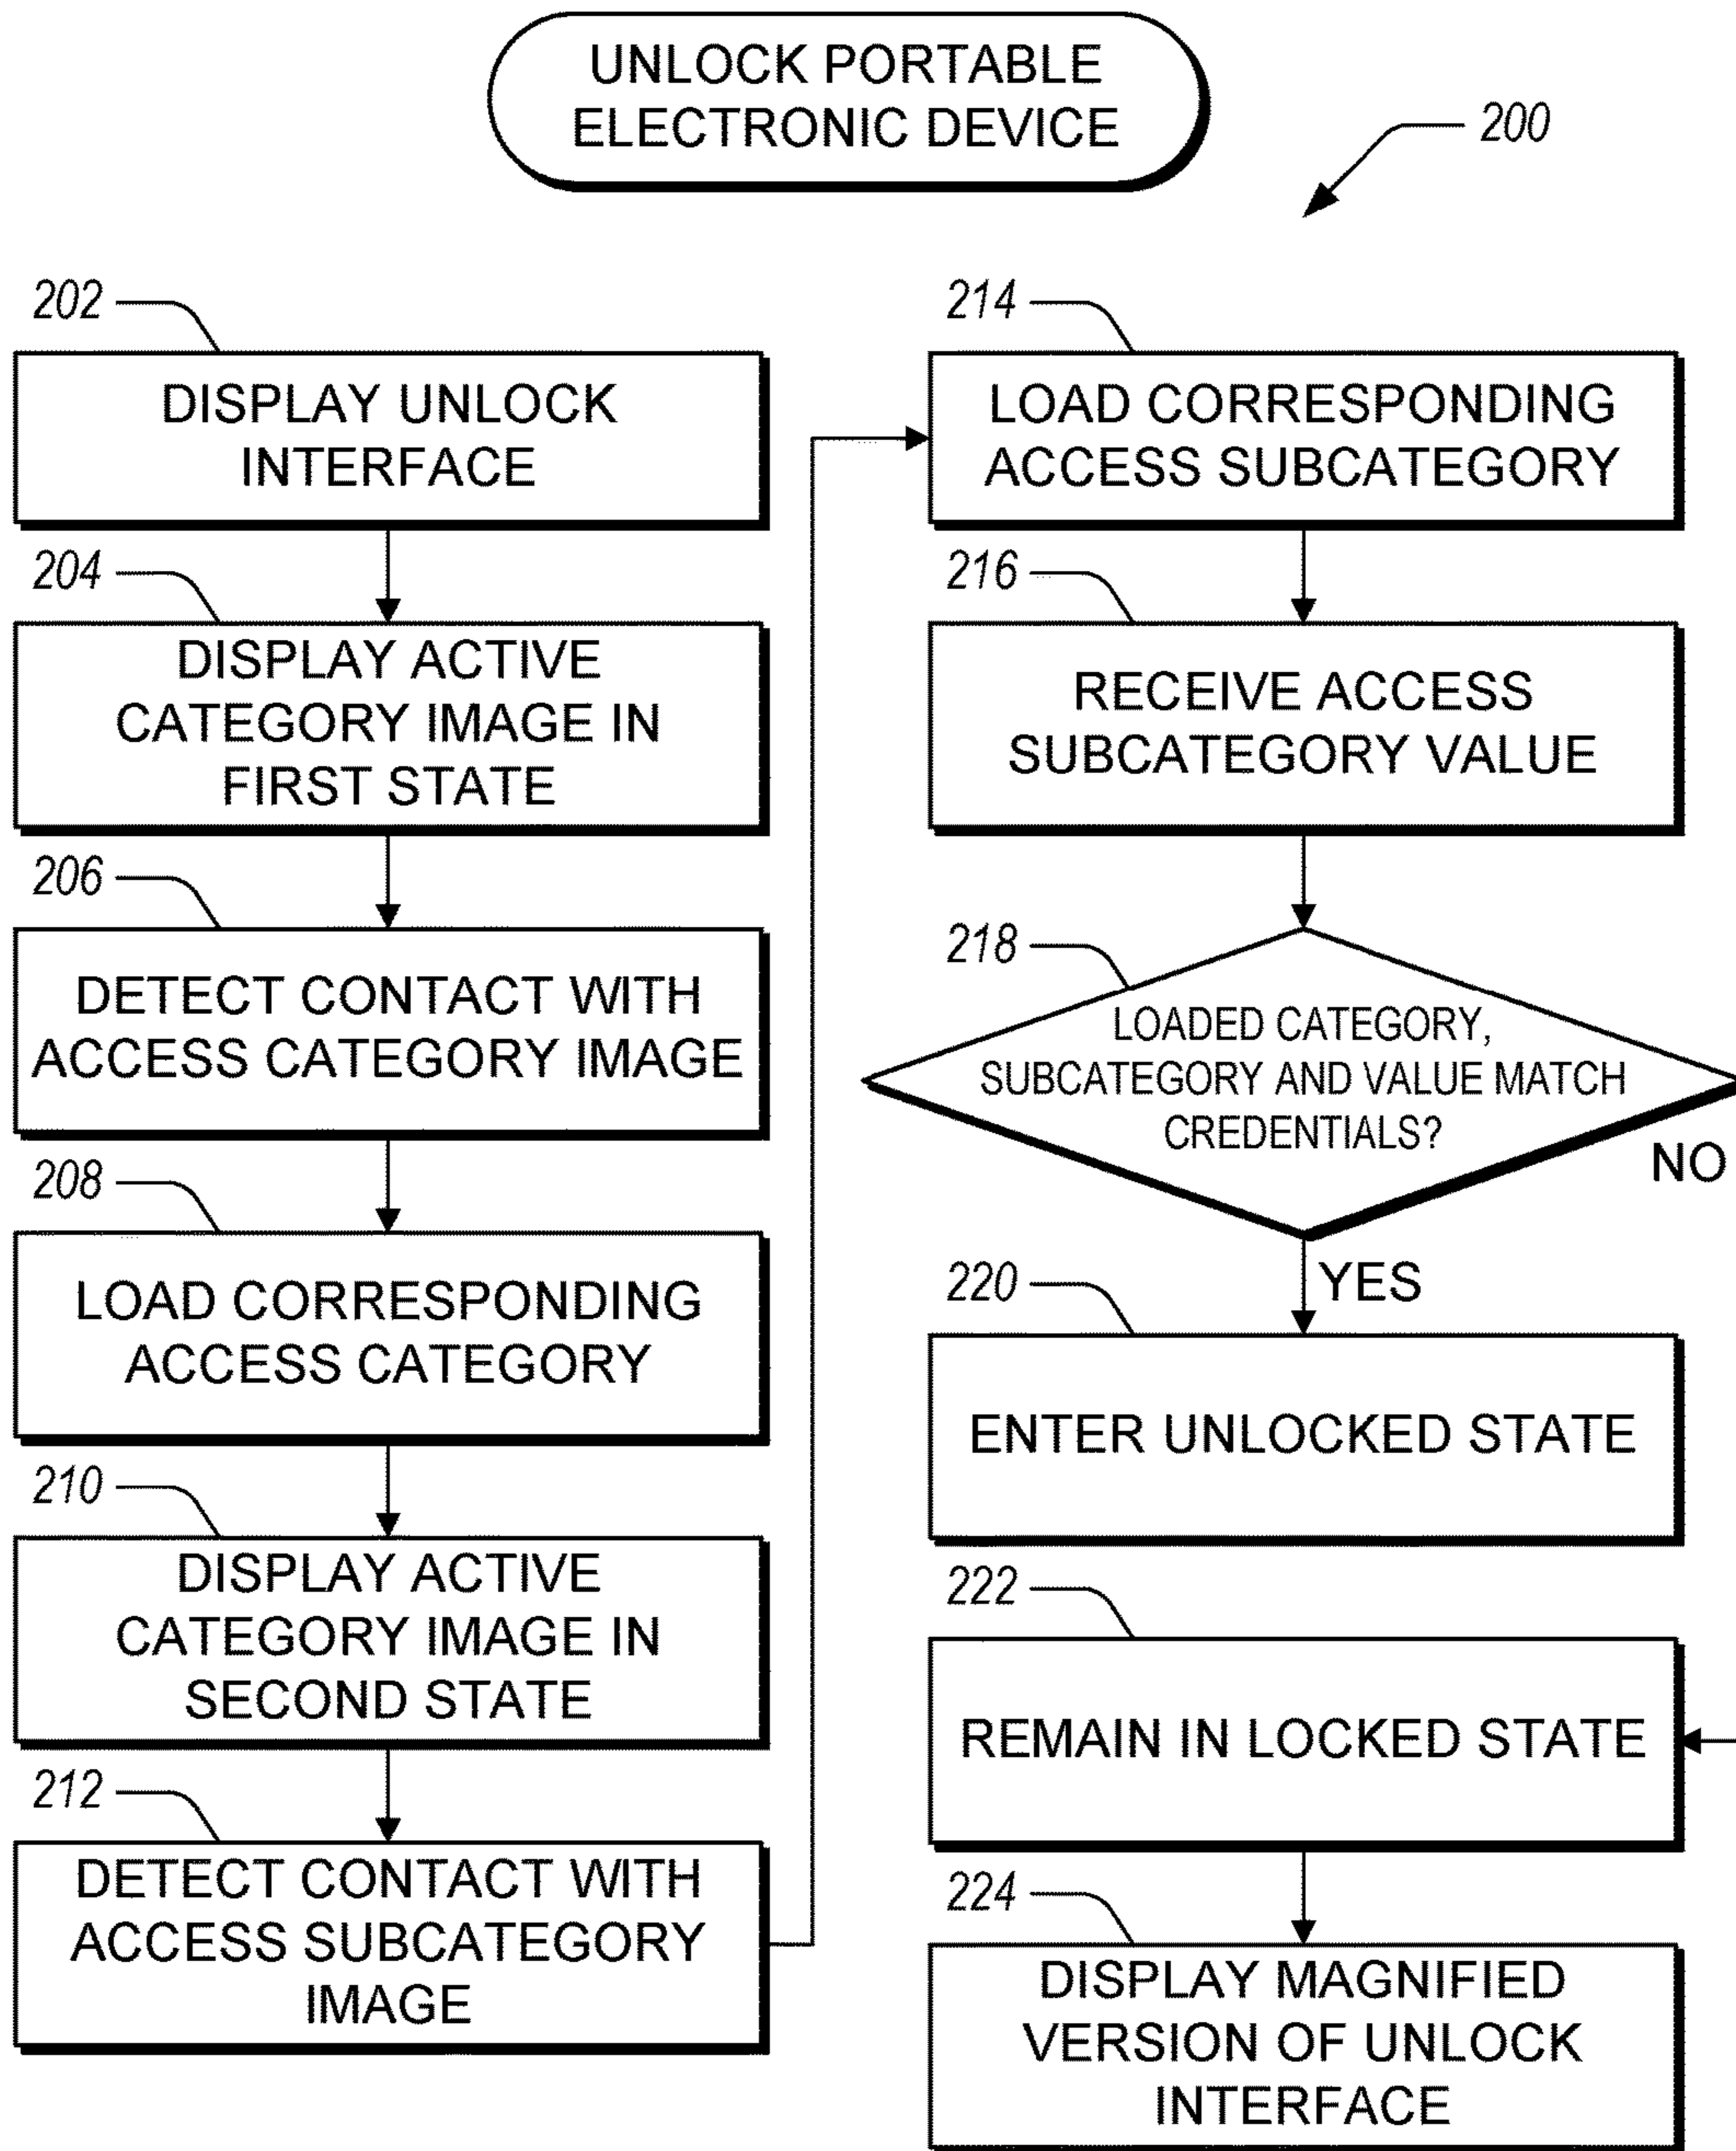 UNLOCK PORTABLE
ELECTRONIC DEVICE
200
202
DISPLAY UNLOCK
INTERFACE
204
DISPLAY ACTIVE
CATEGORY IMAGE IN
FIRST STATE
206
DETECT CONTACT WITH
ACCESS CATEGORY IMAGE
208
LOAD CORRESPONDING
ACCESS CATEGORY
210
DISPLAY ACTIVE
CATEGORY IMAGE IN
SECOND STATE
212
DETECT CONTACT WITH
ACCESS SUBCATEGORY
IMAGE
214
LOAD CORRESPONDING
ACCESS SUBCATEGORY
216
RECEIVE ACCESS
SUBCATEGORY VALUE
218
LOADED CATEGORY,
SUBCATEGORY AND VALUE MATCH
CREDENTIALS?
NO
YES
220
ENTER UNLOCKED STATE
222
REMAIN IN LOCKED STATE
224
DISPLAY MAGNIFIED
VERSION OF UNLOCK
INTERFACE